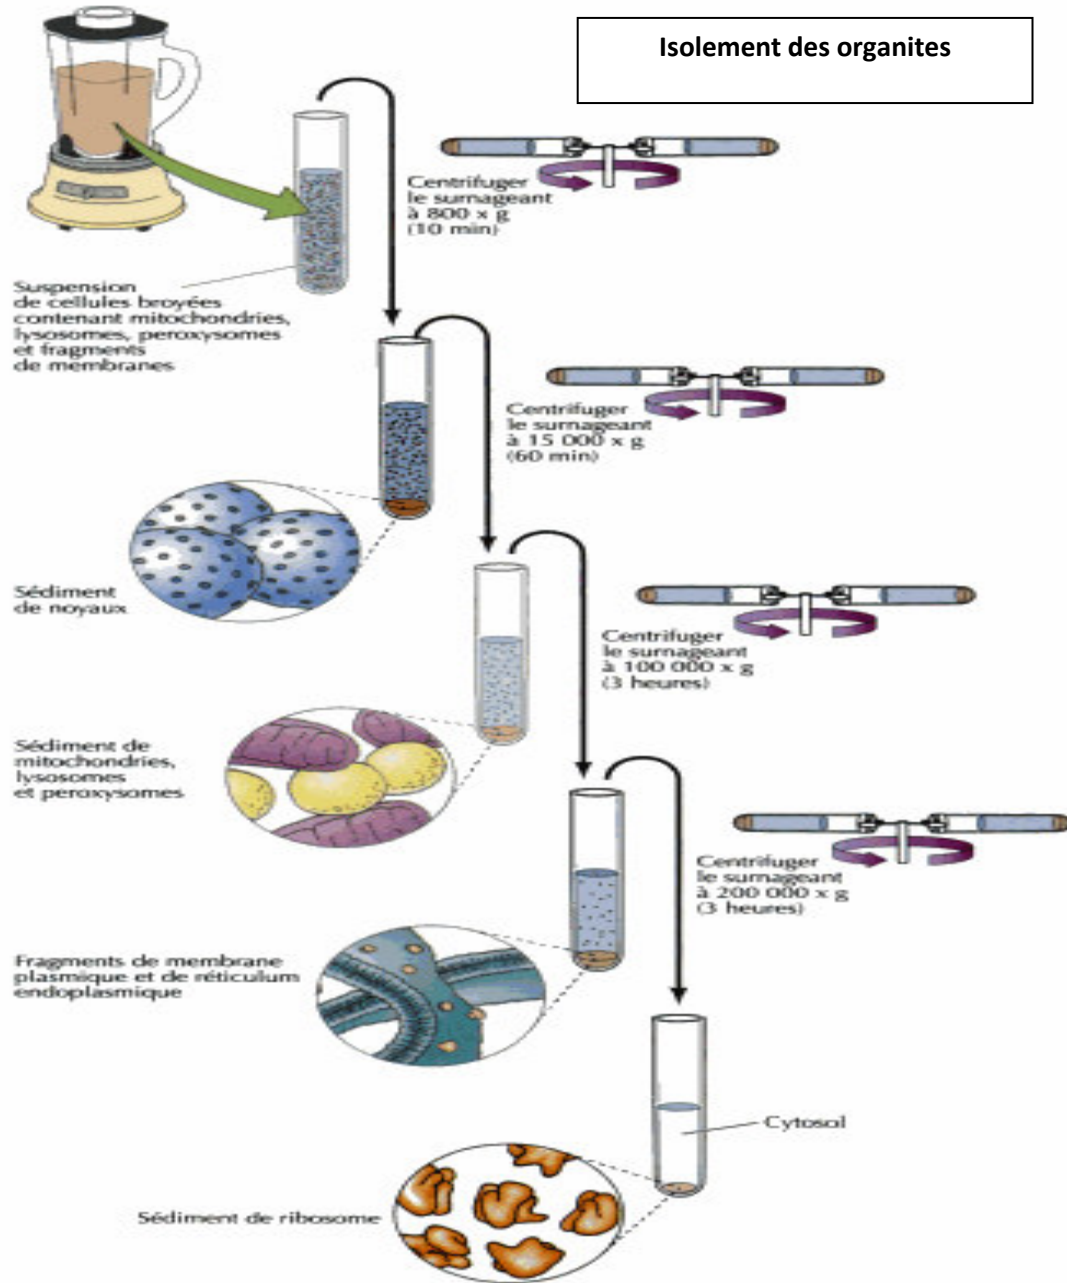 Isolement des organites
Centrifuger
le surnageant
à 800 x g
(10 min)
Suspension
de cellules broyées
contenant mitochondries,
lysosomes, peroxysomes
et fragments
de membranes
Centrifuger
le surnageant
à 15 000 x g
(60 min)
Sédiment
de noyaux
Centrifuger
le surnageant
à 100 000 x g
(3 heures)
Sédiment de
mitochondries,
lysosomes
et peroxysomes
Centrifuger
le surnageant
à 200 000 x g
(3 heures)
Fragments de membrane
plasmique et de réticulum
endoplasmique
Cytosol
Sédiment de ribosome